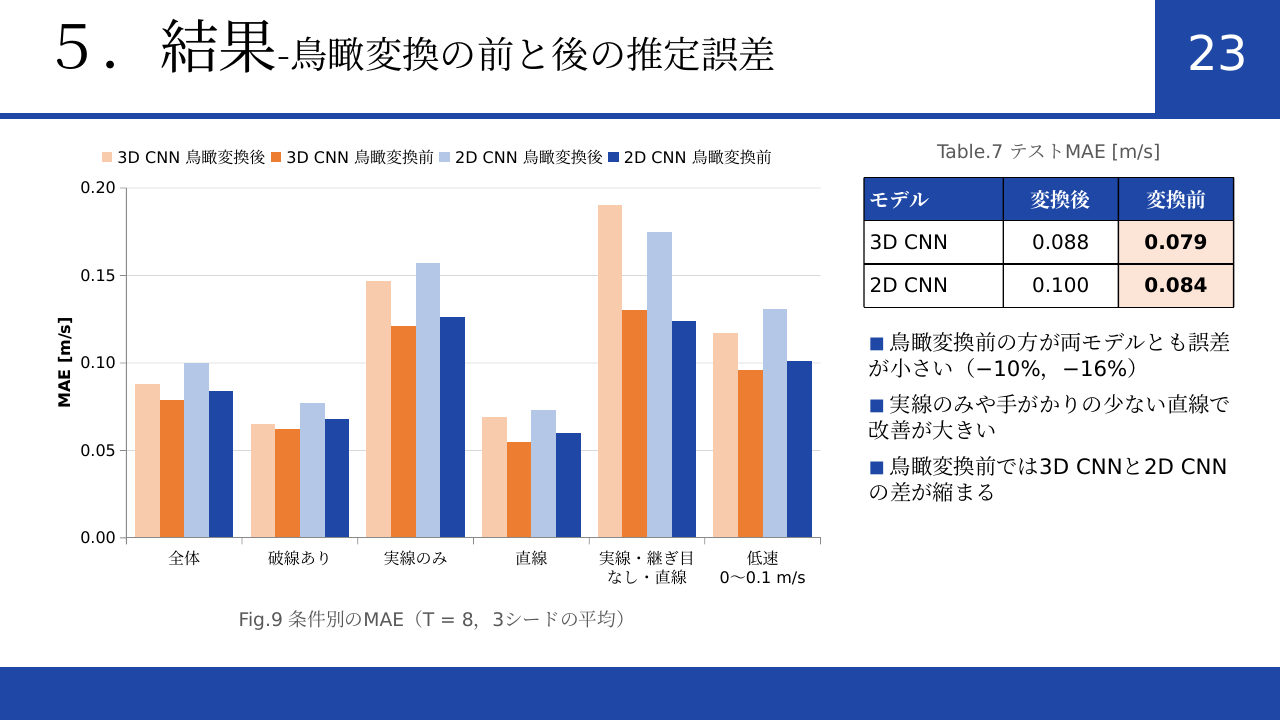 5．結果-鳥瞰変換の前と後の推定誤差
23
3D CNN 鳥瞰変換後 3D CNN 鳥瞰変換前 2D CNN 鳥瞰変換後 2D CNN 鳥瞰変換前
MAE [m/s]
0.20
0.15
0.10
0.05
0.00
全体 破線あり 実線のみ 直線 実線・継ぎ目 低速
なし・直線 0～0.1 m/s
Fig.9 条件別のMAE（T = 8，3シードの平均）
Table.7 テストMAE [m/s]
モデル 変換後 変換前
3D CNN 0.088 0.079
2D CNN 0.100 0.084
■ 鳥瞰変換前の方が両モデルとも誤差
が小さい（−10%，−16%）
■ 実線のみや手がかりの少ない直線で
改善が大きい
■ 鳥瞰変換前では3D CNNと2D CNN
の差が縮まる